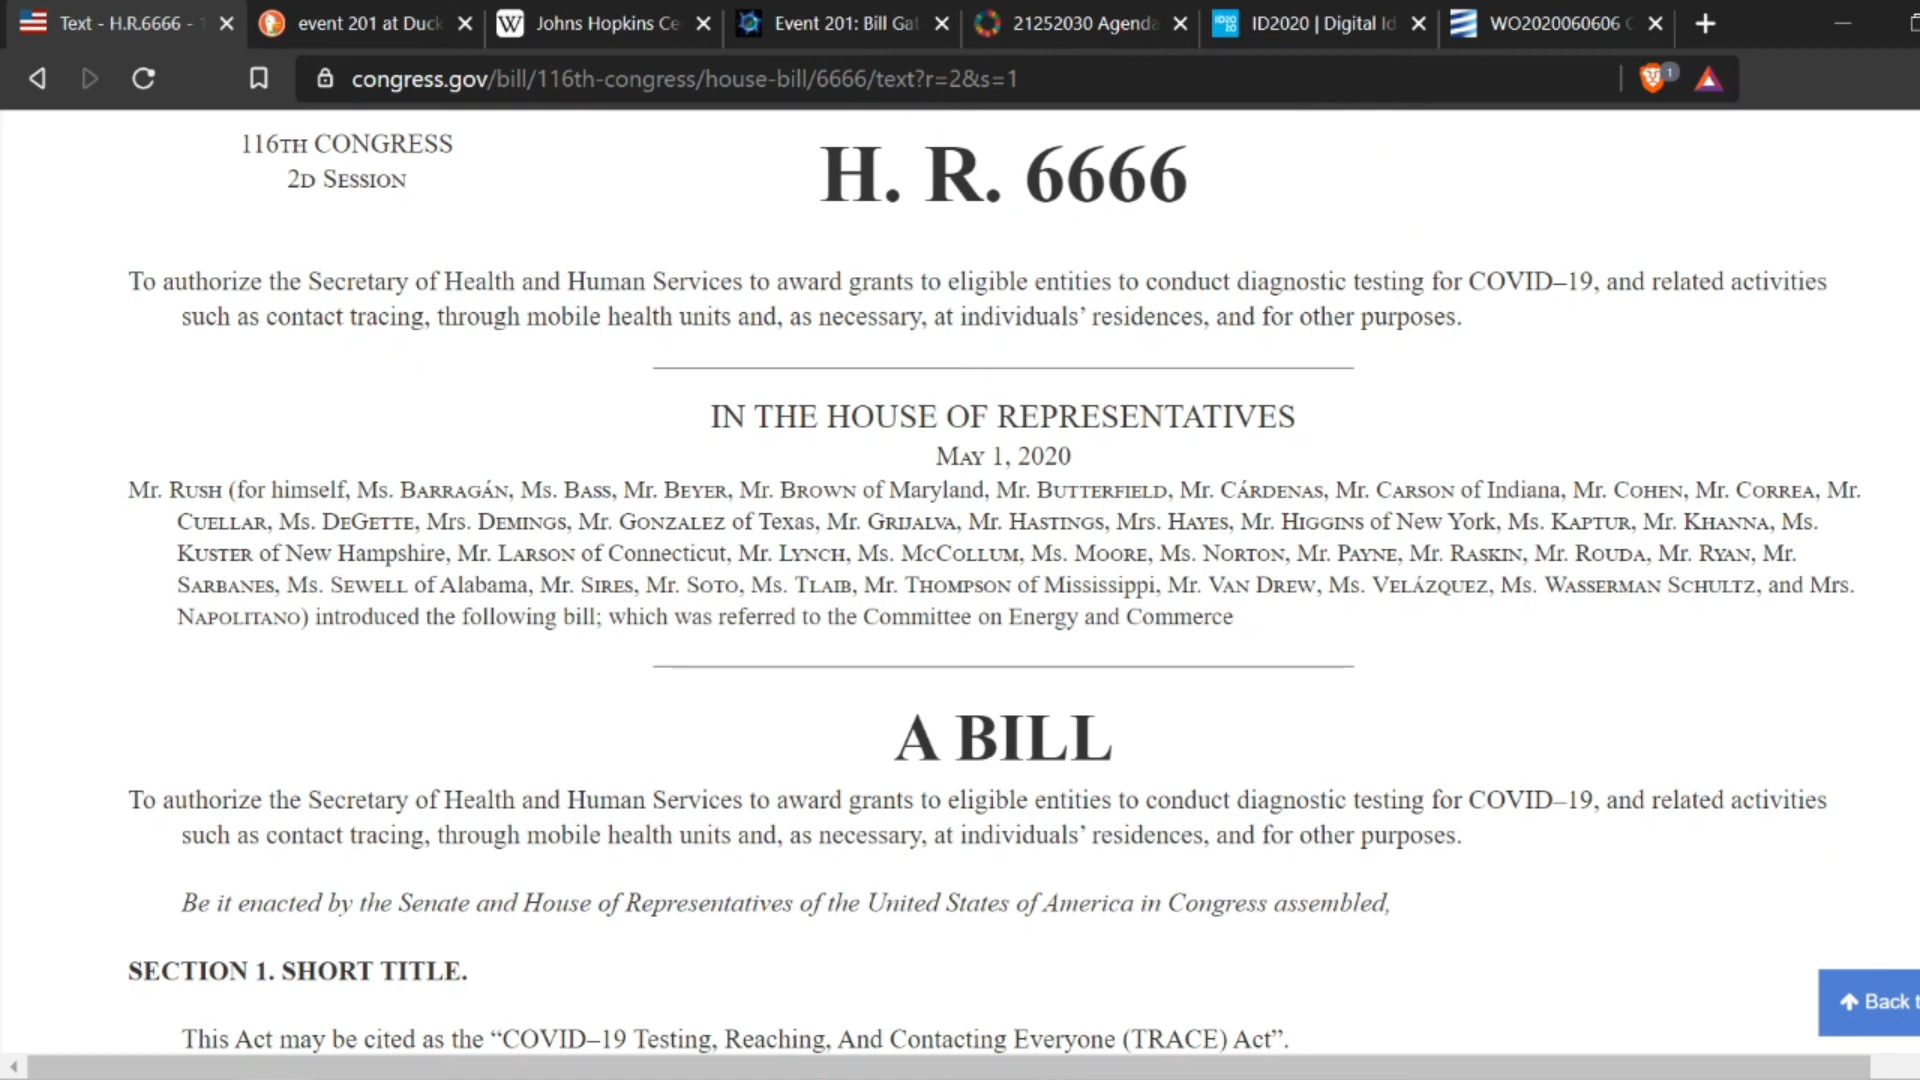 Text - H.R.6666 -
event 201 at Duck
Johns Hopkins Ce
Event 201: Bill Gat
21252030 Agenda
ID2020 | Digital Id
WO2020060606
congress.gov/bill/116th-congress/house-bill/6666/text?r=2&s=1
1
116TH CONGRESS
2D SESSION
H. R. 6666
To authorize the Secretary of Health and Human Services to award grants to eligible entities to conduct diagnostic testing for COVID–19, and related activities
such as contact tracing, through mobile health units and, as necessary, at individuals’ residences, and for other purposes.
IN THE HOUSE OF REPRESENTATIVES
MAY 1, 2020
Mr. RUSH (for himself, Ms. BARRAGÁN, Ms. BASS, Mr. BEYER, Mr. BROWN of Maryland, Mr. BUTTERFIELD, Mr. CÁRDENAS, Mr. CARSON of Indiana, Mr. COHEN, Mr. CORREA, Mr.
CUELLAR, Ms. DEGETTE, Mrs. DEMINGS, Mr. GONZALEZ of Texas, Mr. GRIJALVA, Mr. HASTINGS, Mrs. HAYES, Mr. HIGGINS of New York, Ms. KAPTUR, Mr. KHANNA, Ms.
KUSTER of New Hampshire, Mr. LARSON of Connecticut, Mr. LYNCH, Ms. MCCOLLUM, Ms. MOORE, Ms. NORTON, Mr. PAYNE, Mr. RASKIN, Mr. ROUDA, Mr. RYAN, Mr.
SARBANES, Ms. SEWELL of Alabama, Mr. SIRES, Mr. SOTO, Ms. TLAIB, Mr. THOMPSON of Mississippi, Mr. VAN DREW, Ms. VELÁZQUEZ, Ms. WASSERMAN SCHULTZ, and Mrs.
NAPOLITANO) introduced the following bill; which was referred to the Committee on Energy and Commerce
A BILL
To authorize the Secretary of Health and Human Services to award grants to eligible entities to conduct diagnostic testing for COVID–19, and related activities
such as contact tracing, through mobile health units and, as necessary, at individuals’ residences, and for other purposes.
Be it enacted by the Senate and House of Representatives of the United States of America in Congress assembled,
SECTION 1. SHORT TITLE.
Back t
This Act may be cited as the “COVID–19 Testing, Reaching, And Contacting Everyone (TRACE) Act”.